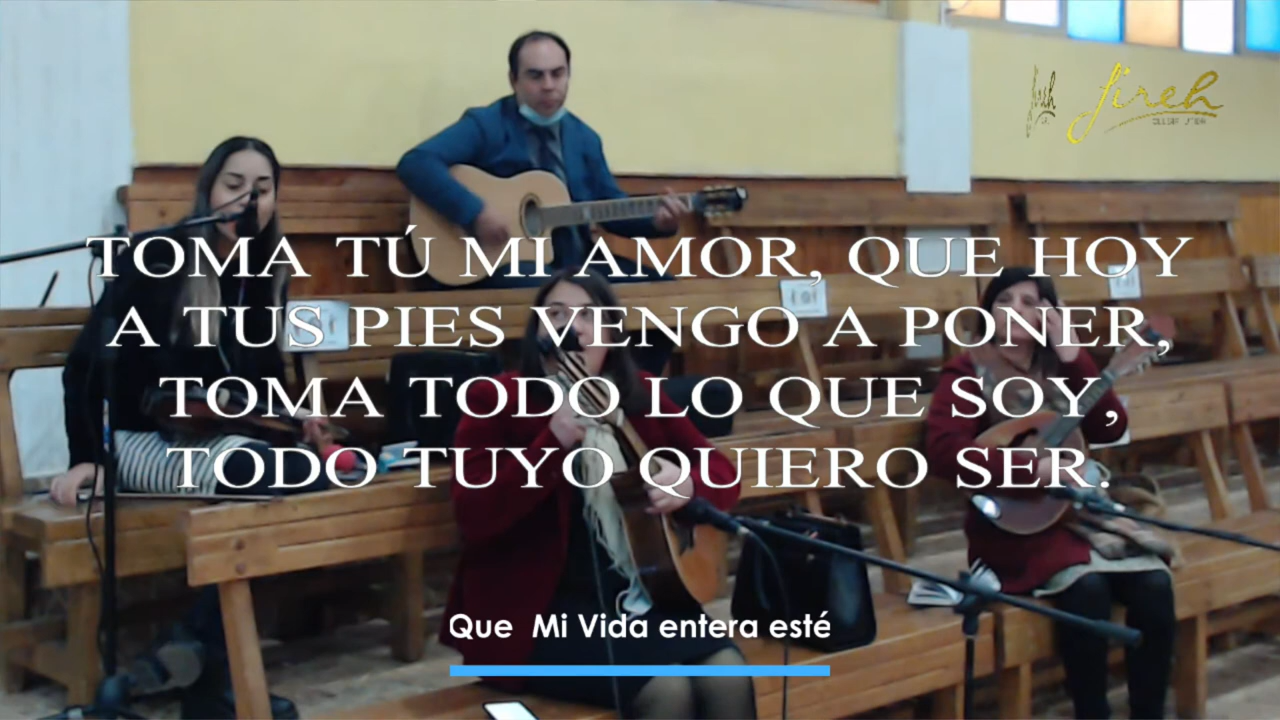 Jireh
TOMA TÚ MI AMOR, QUE HOY
A TUS PIES VENGO A PONER,
TOMA TODO LO QUE SOY,
TODO TUYO QUIERO SER.
Que Mi Vida entera esté